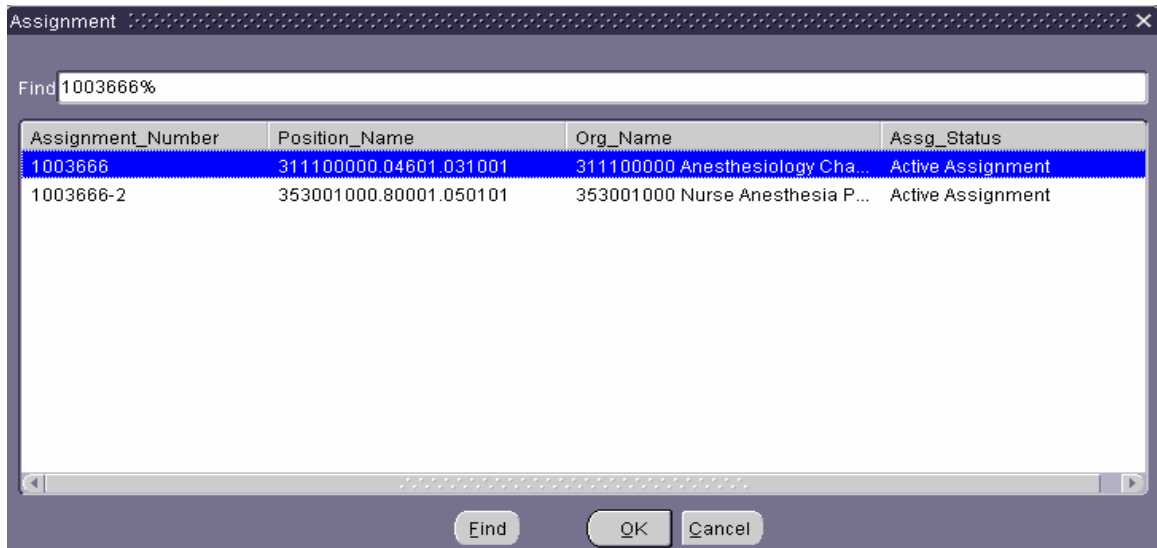 Assignment
Find 1003666%
Assignment_Number Position_Name Org_Name Assg_Status
1003666 311100000.04601.031001 311100000 Anesthesiology Cha... Active Assignment
1003666-2 353001000.80001.050101 353001000 Nurse Anesthesia P... Active Assignment
Find OK Cancel